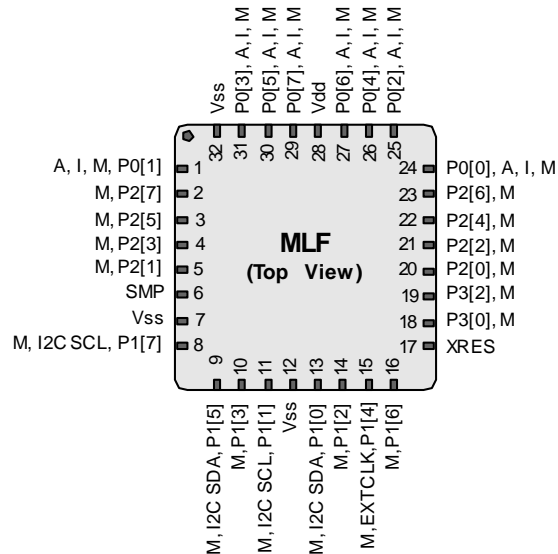 Vss
P0[3], A, I, M
P0[5], A, I, M
P0[7], A, I, M
Vdd
P0[6], A, I, M
P0[4], A, I, M
P0[2], A, I, M
32
31
30
29
28
27
26
25
A, I, M, P0[1] 1
M, P2[7] 2
M, P2[5] 3
M, P2[3] 4
M, P2[1] 5
SMP 6
Vss 7
M, I2C SCL, P1[7] 8
MLF
(Top View)
24 P0[0], A, I, M
23 P2[6], M
22 P2[4], M
21 P2[2], M
20 P2[0], M
19 P3[2], M
18 P3[0], M
17 XRES
9
10
11
12
13
14
15
16
M, I2C SDA, P1[5]
M, P1[3]
M, I2C SCL, P1[1]
Vss
M, I2C SDA, P1[0]
M, P1[2]
M, EXTCLK, P1[4]
M, P1[6]